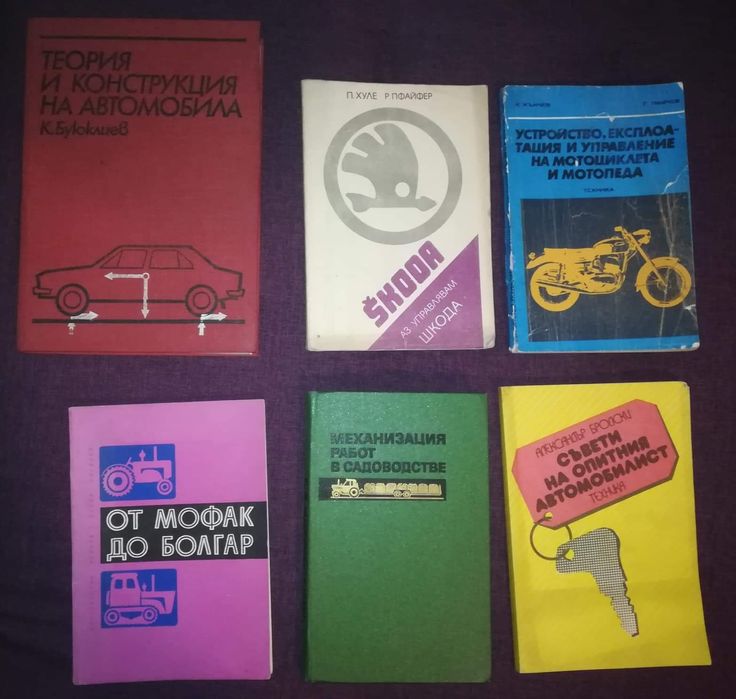 ТЕОРИЯ
И КОНСТРУКЦИЯ
НА АВТОМОБИЛА
К. Буюклиев
П. ХУЛЕ Р. ПФАЙФЕР
ŠKODA
АЗ УПРАВЛЯВАМ
ШКОДА
УСТРОЙСТВО, ЕКСПЛОА-
ТАЦИЯ И УПРАВЛЕНИЕ
НА МОТОЦИКЛЕТА
И МОТОПЕДА
ТЕХНИКА
ОТ МОФАК
ДО БОЛГАР
МЕХАНИЗАЦИЯ
РАБОТ
В САДОВОДСТВЕ
АЛЕКСАНДЪР БРОДСКИ
СЪВЕТИ
НА ОПИТНИЯ
АВТОМОБИЛИСТ
ТЕХНИКА